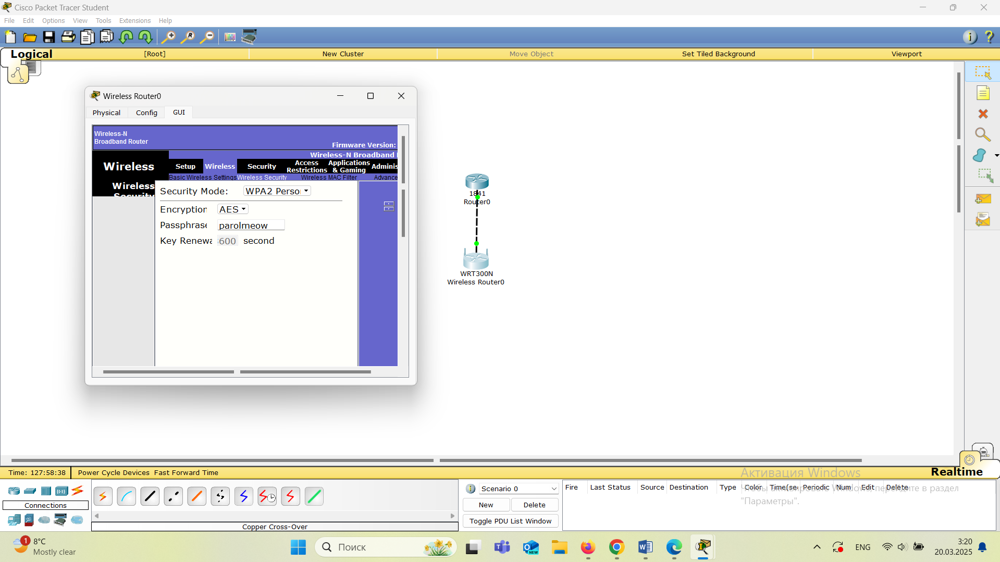 Cisco Packet Tracer Student
File Edit Options View Tools Extensions Help
Logical [Root] New Cluster Move Object Set Tiled Background Viewport
Wireless Router0
Physical Config GUI
Wireless-N
Broadband Router
Firmware Version:
Wireless-N Broadband
Wireless Setup Wireless Security Access Restrictions Applications & Gaming Adminis
Basic Wireless Settings Wireless Security Wireless MAC Filter Advance
Wireless
Security
Security Mode: WPA2 Perso
Encryption AES
Passphrase parolmeow
Key Renewa 600 second
1841
Router0
WRT300N
Wireless Router0
Time: 127:58:38 Power Cycle Devices Fast Forward Time Realtime
Активация Windows
Чтобы активировать Windows, перейдите в раздел
"Параметры".
Connections
Copper Cross-Over
Scenario 0
New Delete
Toggle PDU List Window
Fire Last Status Source Destination Type Color Time(se Periodic Num Edit Delete
1
8°C
Mostly clear
Поиск
NEW
ENG
3:20
20.03.2025